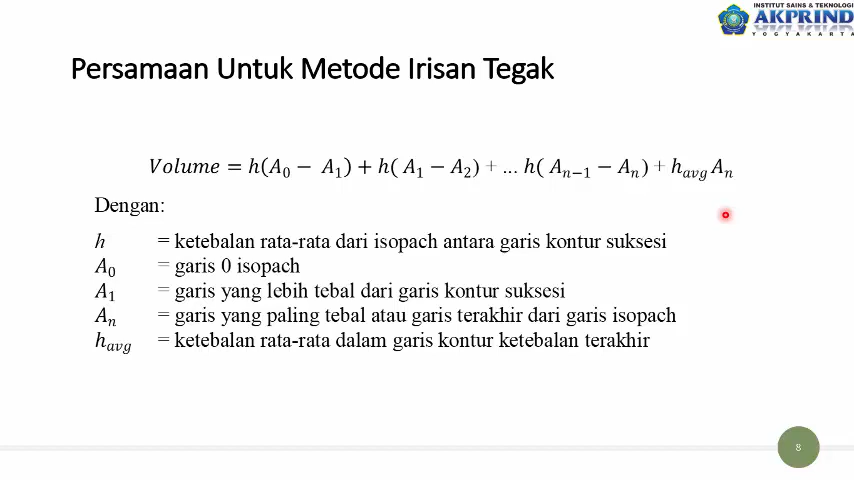 INSTITUT SAINS & TEKNOLOGI
AKPRIND
YOGYAKARTA
Persamaan Untuk Metode Irisan Tegak
Volume = h(A₀ − A₁) + h( A₁ − A₂) + ... h( Aₙ₋₁ − Aₙ) + h_avg Aₙ
Dengan:
h = ketebalan rata-rata dari isopach antara garis kontur suksesi
A₀ = garis 0 isopach
A₁ = garis yang lebih tebal dari garis kontur suksesi
Aₙ = garis yang paling tebal atau garis terakhir dari garis isopach
h_avg = ketebalan rata-rata dalam garis kontur ketebalan terakhir
8